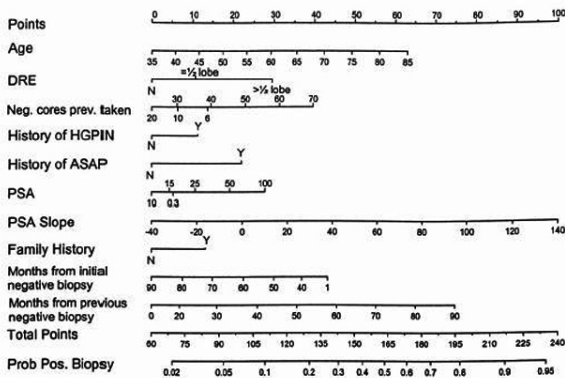 Points 0 10 20 30 40 50 60 70 80 90 100
Age
35 40 45 50 55 60 65 70 75 80 85
=½ lobe
DRE
N >½ lobe
30 40 50 60 70
Neg. cores prev. taken
20 10 6
Y
History of HGPIN
N
Y
History of ASAP
N
15 25 50 100
PSA
10 0.3
PSA Slope
-40 -20 0 20 40 60 80 100 120 140
Y
Family History
N
Months from initial
negative biopsy 90 80 70 60 50 40 1
Months from previous
negative biopsy 0 20 30 40 50 60 70 80 90
Total Points
60 75 90 105 120 135 150 165 180 195 210 225 240
Prob Pos. Biopsy
0.02 0.05 0.1 0.2 0.3 0.4 0.5 0.6 0.7 0.8 0.9 0.95